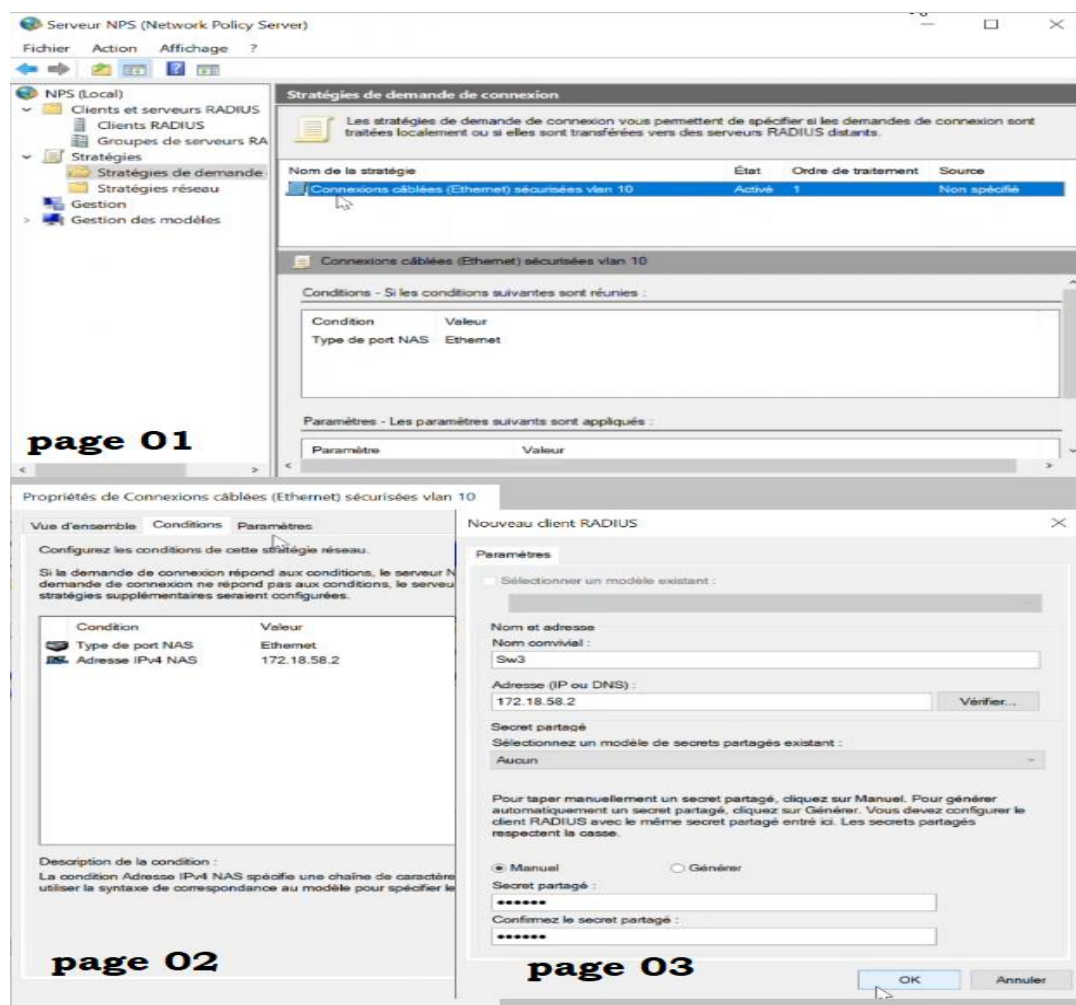 Serveur NPS (Network Policy Server)
Fichier Action Affichage ?
NPS (Local)
Clients et serveurs RADIUS
Clients RADIUS
Groupes de serveurs RA
Stratégies
Stratégies de demande
Stratégies réseau
Gestion
Gestion des modèles
Stratégies de demande de connexion
Les stratégies de demande de connexion vous permettent de spécifier si les demandes de connexion sont
traitées localement ou si elles sont transférées vers des serveurs RADIUS distants.
Nom de la stratégie État Ordre de traitement Source
Connexions câblées (Ethernet) sécurisées vlan 10 Activé 1 Non spécifié
Connexions câblées (Ethernet) sécurisées vlan 10
Conditions - Si les conditions suivantes sont réunies :
Condition Valeur
Type de port NAS Ethernet
Paramètres - Les paramètres suivants sont appliqués :
Paramètre Valeur
page 01
Propriétés de Connexions câblées (Ethernet) sécurisées vlan 10
Vue d'ensemble Conditions Paramètres
Configurez les conditions de cette stratégie réseau.
Si la demande de connexion répond aux conditions, le serveur N
demande de connexion ne répond pas aux conditions, le serveu
stratégies supplémentaires seraient configurées.
Condition Valeur
Type de port NAS Ethernet
Adresse IPv4 NAS 172.18.58.2
Description de la condition :
La condition Adresse IPv4 NAS spécifie une chaîne de caractère
utiliser la syntaxe de correspondance au modèle pour spécifier le
page 02
Nouveau client RADIUS
Paramètres
Sélectionner un modèle existant :
Nom et adresse
Nom convivial :
Sw3
Adresse (IP ou DNS) :
172.18.58.2 Vérifier...
Secret partagé
Sélectionnez un modèle de secrets partagés existant :
Aucun
Pour taper manuellement un secret partagé, cliquez sur Manuel. Pour générer
automatiquement un secret partagé, cliquez sur Générer. Vous devez configurer le
client RADIUS avec le même secret partagé entré ici. Les secrets partagés
respectent la casse.
Manuel Générer
Secret partagé :
••••••
Confirmez le secret partagé :
••••••
page 03
OK Annuler